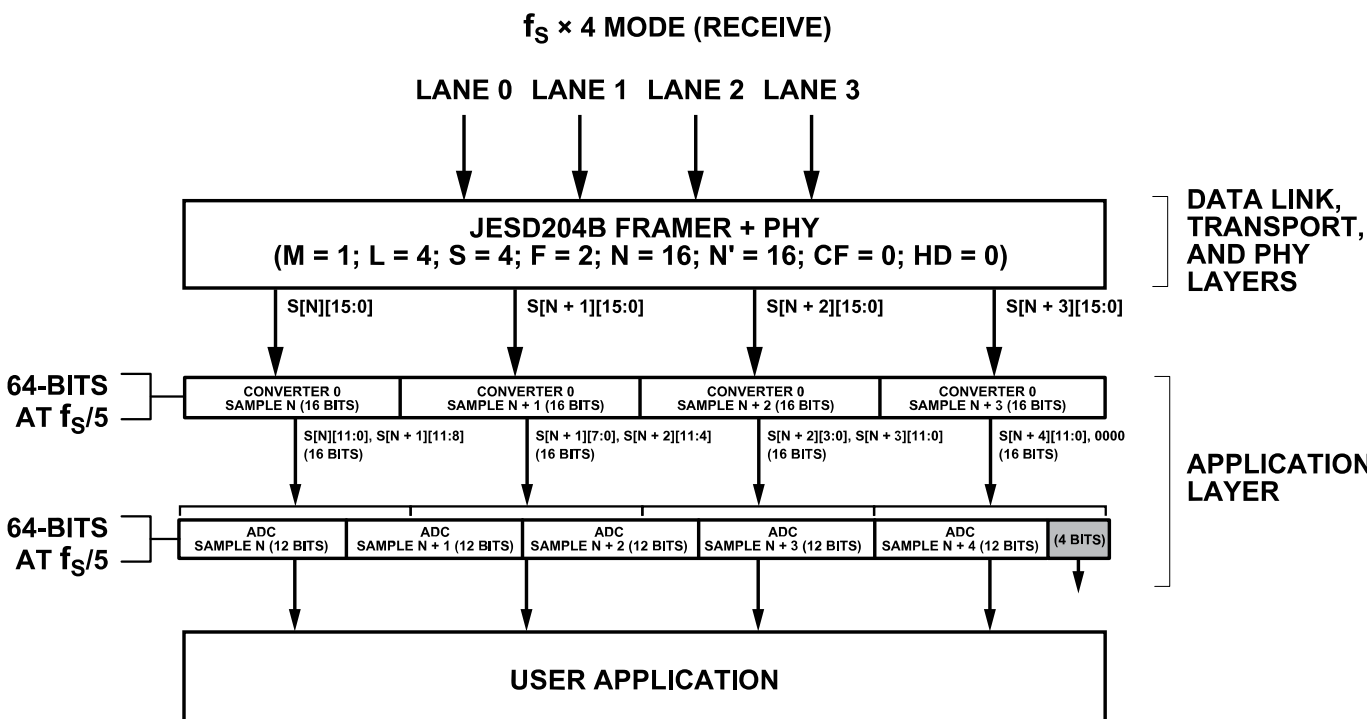 fS × 4 MODE (RECEIVE)
LANE 0 LANE 1 LANE 2 LANE 3
JESD204B FRAMER + PHY
(M = 1; L = 4; S = 4; F = 2; N = 16; N' = 16; CF = 0; HD = 0)
DATA LINK,
TRANSPORT,
AND PHY
LAYERS
S[N][15:0] S[N + 1][15:0] S[N + 2][15:0] S[N + 3][15:0]
64-BITS
AT fS/5
CONVERTER 0
SAMPLE N (16 BITS)
CONVERTER 0
SAMPLE N + 1 (16 BITS)
CONVERTER 0
SAMPLE N + 2 (16 BITS)
CONVERTER 0
SAMPLE N + 3 (16 BITS)
S[N][11:0], S[N + 1][11:8]
(16 BITS)
S[N + 1][7:0], S[N + 2][11:4]
(16 BITS)
S[N + 2][3:0], S[N + 3][11:0]
(16 BITS)
S[N + 4][11:0], 0000
(16 BITS)
APPLICATION
LAYER
64-BITS
AT fS/5
ADC
SAMPLE N (12 BITS)
ADC
SAMPLE N + 1 (12 BITS)
ADC
SAMPLE N + 2 (12 BITS)
ADC
SAMPLE N + 3 (12 BITS)
ADC
SAMPLE N + 4 (12 BITS)
(4 BITS)
USER APPLICATION